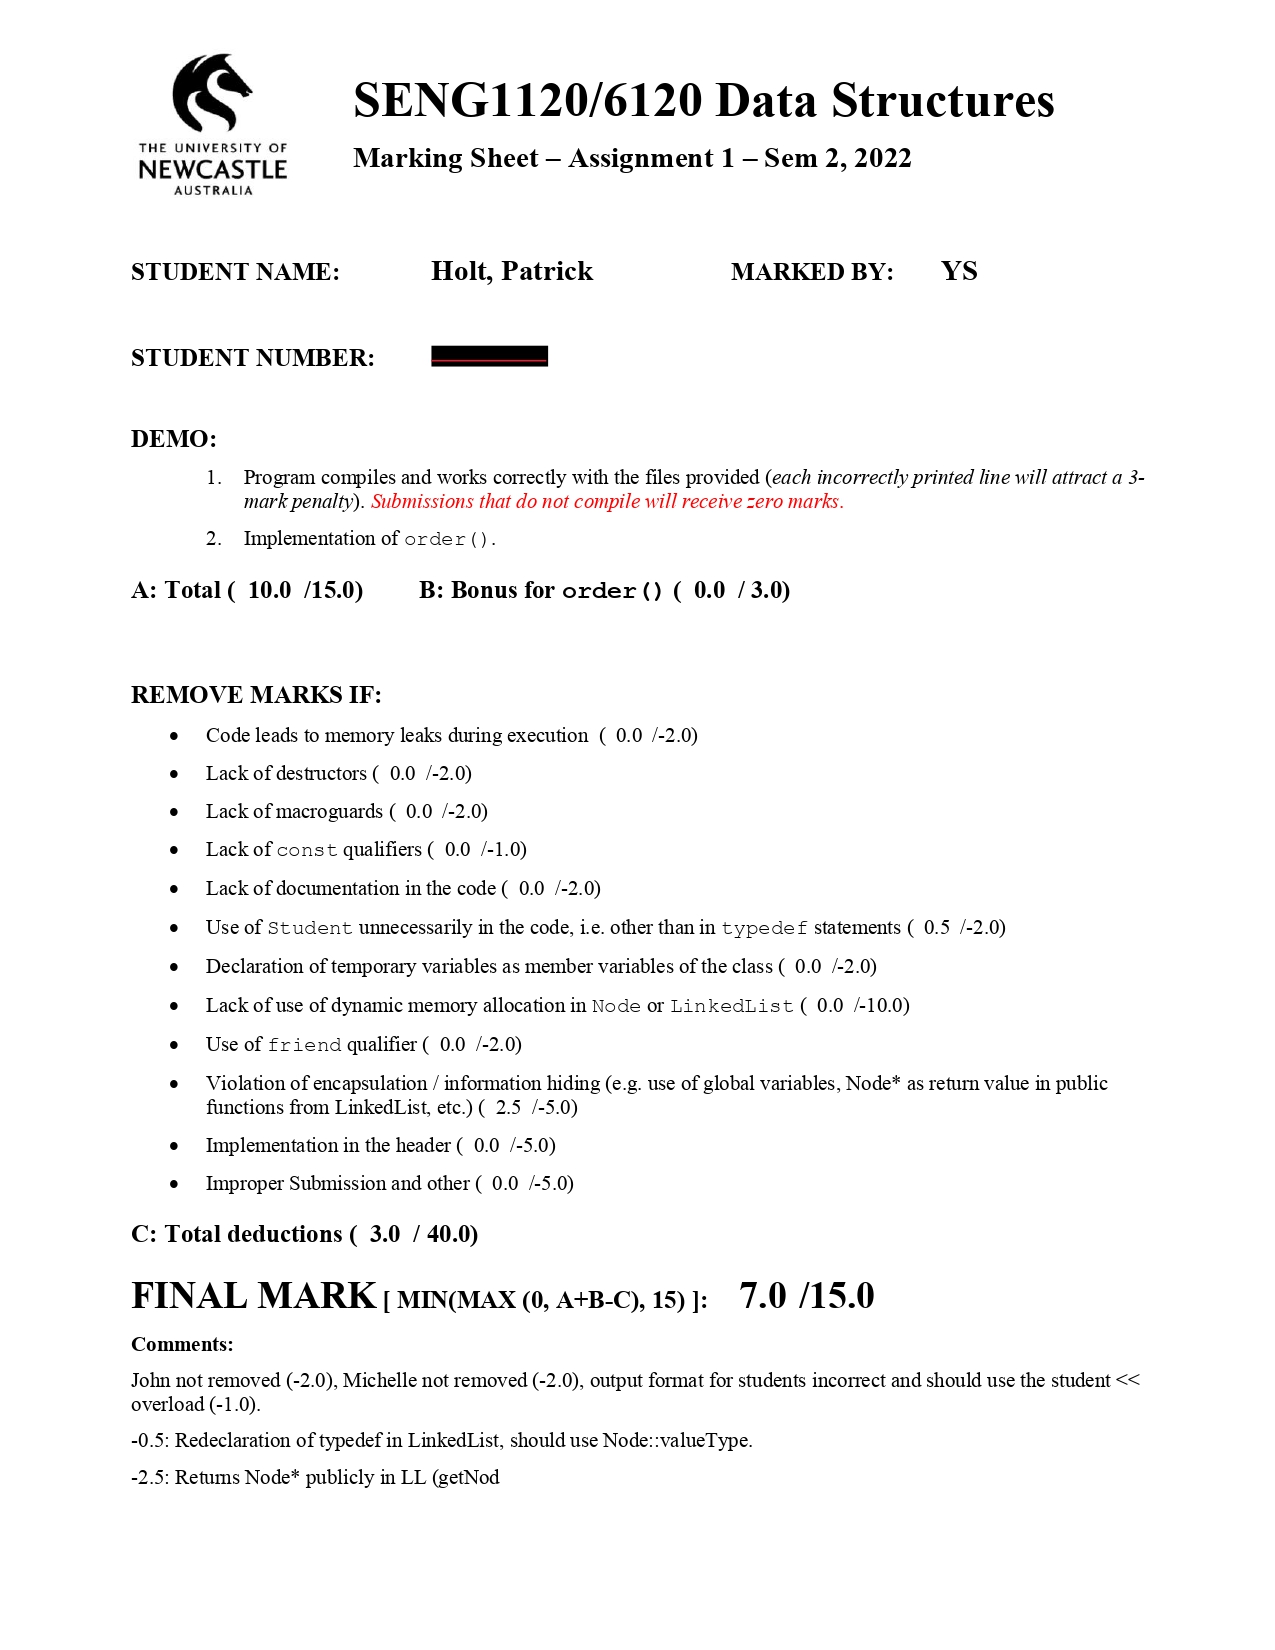 THE UNIVERSITY OF
NEWCASTLE
AUSTRALIA
SENG1120/6120 Data Structures
Marking Sheet – Assignment 1 – Sem 2, 2022
STUDENT NAME: Holt, Patrick MARKED BY: YS
STUDENT NUMBER:
DEMO:
1. Program compiles and works correctly with the files provided (each incorrectly printed line will attract a 3-
mark penalty). Submissions that do not compile will receive zero marks.
2. Implementation of order().
A: Total ( 10.0 /15.0) B: Bonus for order() ( 0.0 / 3.0)
REMOVE MARKS IF:
• Code leads to memory leaks during execution ( 0.0 /-2.0)
• Lack of destructors ( 0.0 /-2.0)
• Lack of macroguards ( 0.0 /-2.0)
• Lack of const qualifiers ( 0.0 /-1.0)
• Lack of documentation in the code ( 0.0 /-2.0)
• Use of Student unnecessarily in the code, i.e. other than in typedef statements ( 0.5 /-2.0)
• Declaration of temporary variables as member variables of the class ( 0.0 /-2.0)
• Lack of use of dynamic memory allocation in Node or LinkedList ( 0.0 /-10.0)
• Use of friend qualifier ( 0.0 /-2.0)
• Violation of encapsulation / information hiding (e.g. use of global variables, Node* as return value in public
functions from LinkedList, etc.) ( 2.5 /-5.0)
• Implementation in the header ( 0.0 /-5.0)
• Improper Submission and other ( 0.0 /-5.0)
C: Total deductions ( 3.0 / 40.0)
FINAL MARK [ MIN(MAX (0, A+B-C), 15) ]: 7.0 /15.0
Comments:
John not removed (-2.0), Michelle not removed (-2.0), output format for students incorrect and should use the student <<
overload (-1.0).
-0.5: Redeclaration of typedef in LinkedList, should use Node::valueType.
-2.5: Returns Node* publicly in LL (getNod